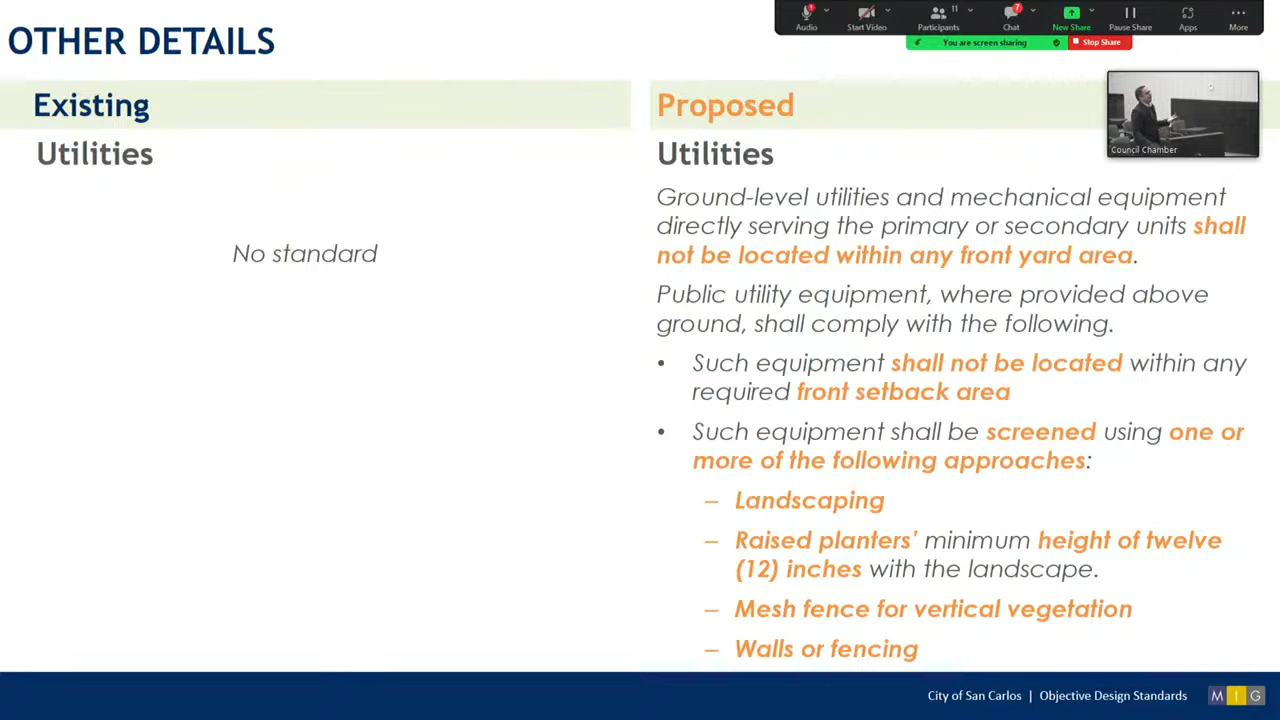 OTHER DETAILS
Audio
Start Video
11
Participants
7
Chat
New Share
Pause Share
Apps
More
You are screen sharing
Stop Share
Existing
Utilities
No standard
Proposed
Council Chamber
Utilities
Ground-level utilities and mechanical equipment
directly serving the primary or secondary units shall
not be located within any front yard area.
Public utility equipment, where provided above
ground, shall comply with the following.
• Such equipment shall not be located within any
required front setback area
• Such equipment shall be screened using one or
more of the following approaches:
– Landscaping
– Raised planters’ minimum height of twelve
(12) inches with the landscape.
– Mesh fence for vertical vegetation
– Walls or fencing
City of San Carlos | Objective Design Standards
M I G